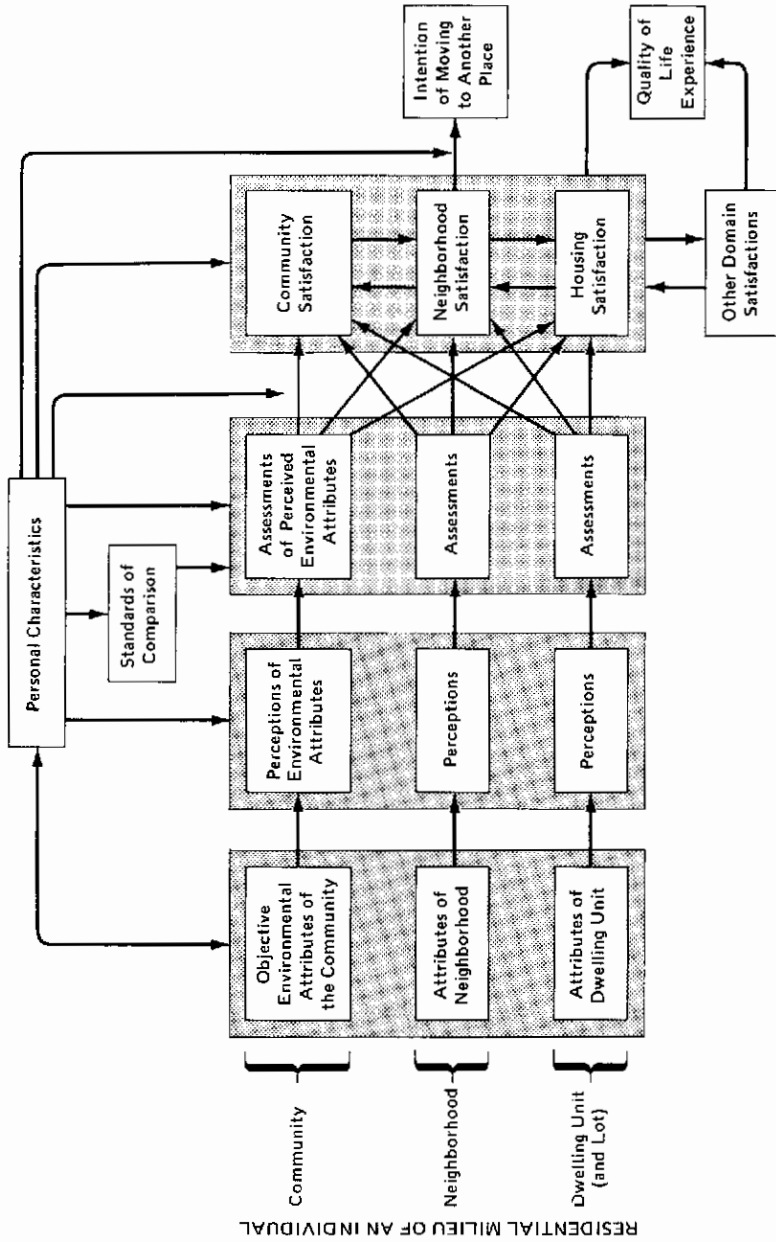 RESIDENTIAL MILIEU OF AN INDIVIDUAL
Community
Neighborhood
Dwelling Unit
(and Lot)
Personal Characteristics
Standards of
Comparison
Objective
Environmental
Attributes of
the Community
Attributes of
Neighborhood
Attributes of
Dwelling Unit
Perceptions of
Environmental
Attributes
Perceptions
Perceptions
Assessments
of Perceived
Environmental
Attributes
Assessments
Assessments
Community
Satisfaction
Neighborhood
Satisfaction
Housing
Satisfaction
Intention
of Moving
to Another
Place
Quality of
Life
Experience
Other Domain
Satisfactions